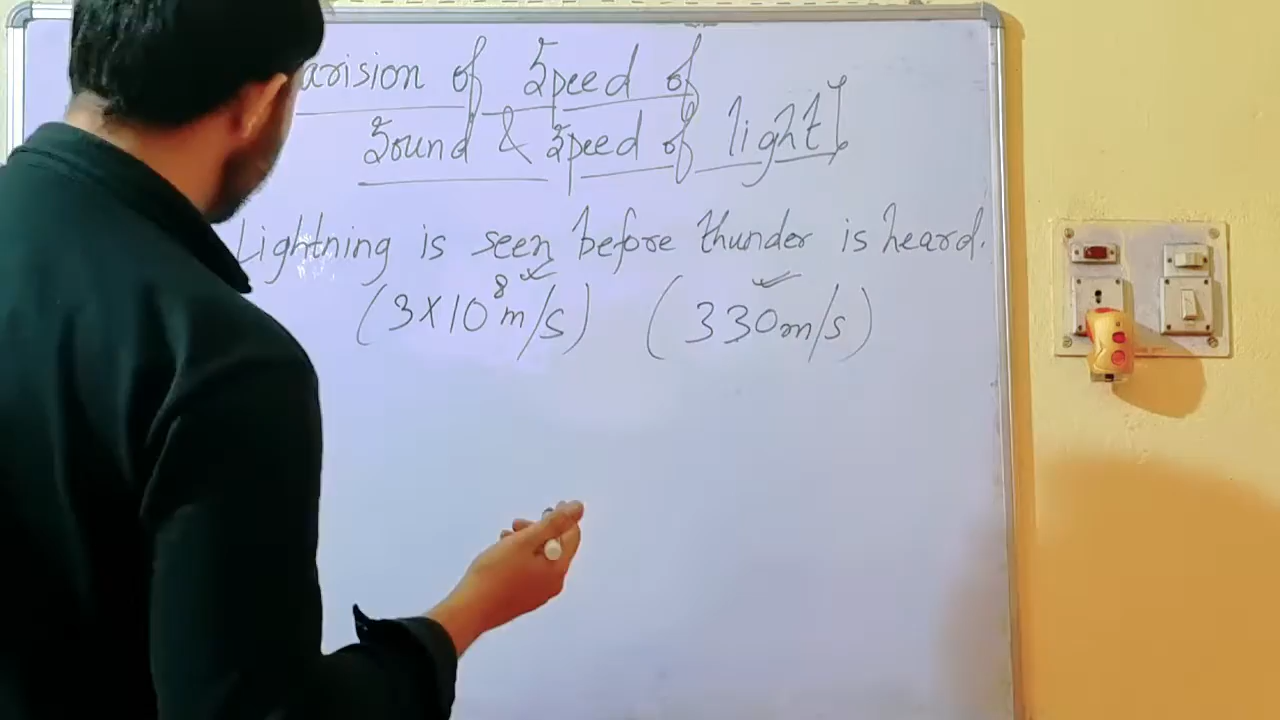 arision of Speed of
Sound & Speed of light]
Lightning is seen before thunder is heard.
(3×10⁸ m/s) (330m/s)